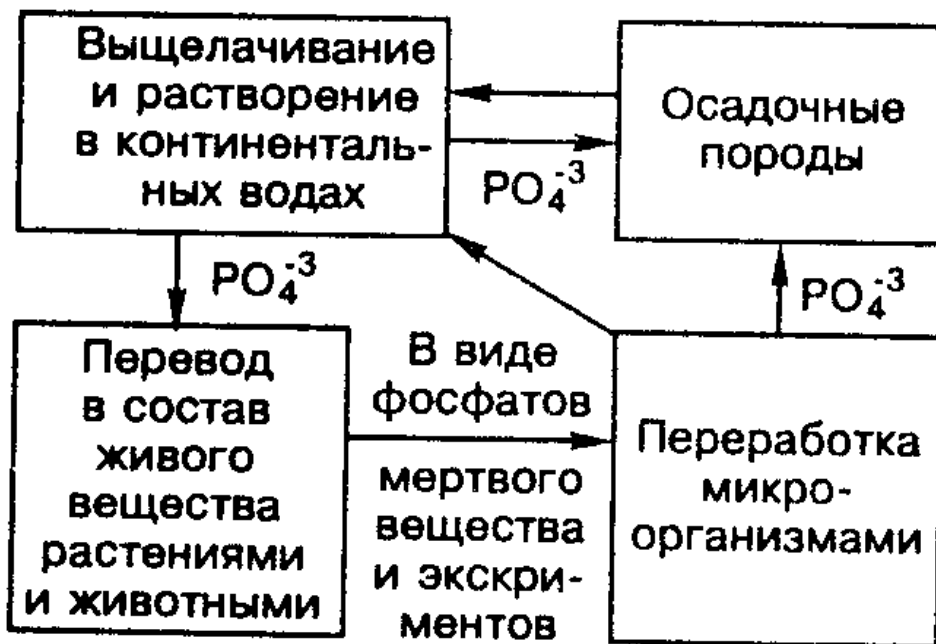 Выщелачивание
и растворение
в континенталь-
ных водах
Осадочные
породы
PO₄⁻³
PO₄⁻³
PO₄⁻³
Перевод
в состав
живого
вещества
растениями
и животными
В виде
фосфатов
мертвого
вещества
и экскри-
ментов
Переработка
микро-
организмами